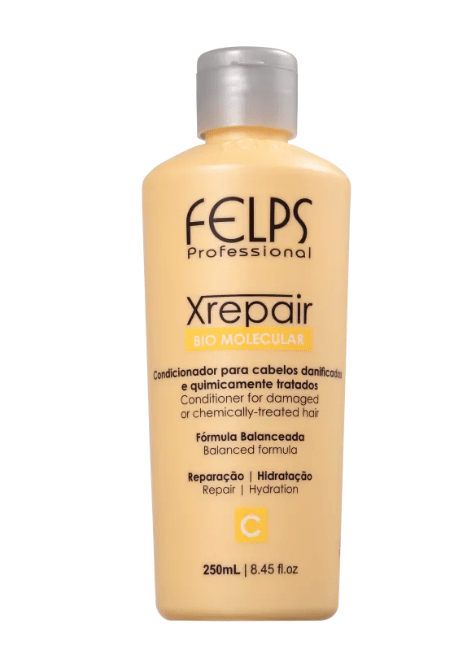 FELPS
Professional
Xrepair
BIO MOLECULAR
Condicionador para cabelos danificados
e quimicamente tratados
Conditioner for damaged
or chemically-treated hair
Fórmula Balanceada
Balanced formula
Reparação | Hidratação
Repair | Hydration
C
250mL | 8.45 fl.oz